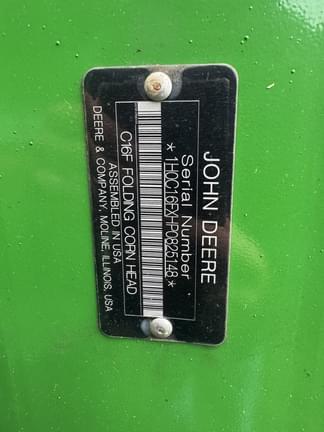 JOHN DEERE
Serial Number
*1H0C16FXHP0825148*
C16F FOLDING CORN HEAD
ASSEMBLED IN USA
DEERE & COMPANY, MOLINE, ILLINOIS, USA